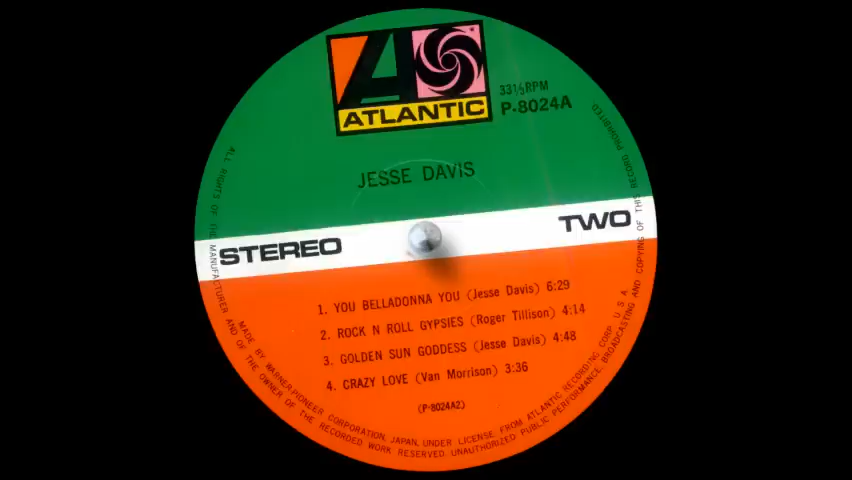 ATLANTIC
33⅓RPM
P-8024A
JESSE DAVIS
STEREO
TWO
1. YOU BELLADONNA YOU (Jesse Davis) 6:29
2. ROCK N ROLL GYPSIES (Roger Tillison) 4:14
3. GOLDEN SUN GODDESS (Jesse Davis) 4:48
4. CRAZY LOVE (Van Morrison) 3:36
(P-8024A2)
ALL RIGHTS OF THE MANUFACTURER AND OF THE OWNER OF THE RECORDED WORK RESERVED. UNAUTHORIZED PUBLIC PERFORMANCE, BROADCASTING AND COPYING OF THIS RECORD PROHIBITED
MADE BY WARNER-PIONEER CORPORATION, JAPAN, UNDER LICENSE FROM ATLANTIC RECORDING CORP. U. S. A.